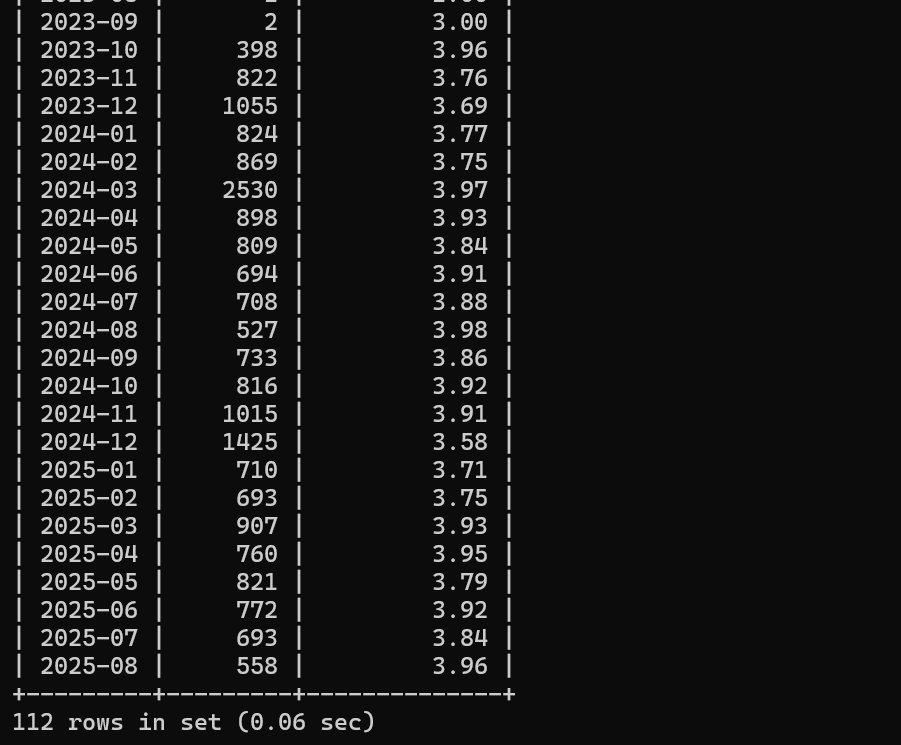 | 2023-09 |       2 |         3.00 |
| 2023-10 |     398 |         3.96 |
| 2023-11 |     822 |         3.76 |
| 2023-12 |    1055 |         3.69 |
| 2024-01 |     824 |         3.77 |
| 2024-02 |     869 |         3.75 |
| 2024-03 |    2530 |         3.97 |
| 2024-04 |     898 |         3.93 |
| 2024-05 |     809 |         3.84 |
| 2024-06 |     694 |         3.91 |
| 2024-07 |     708 |         3.88 |
| 2024-08 |     527 |         3.98 |
| 2024-09 |     733 |         3.86 |
| 2024-10 |     816 |         3.92 |
| 2024-11 |    1015 |         3.91 |
| 2024-12 |    1425 |         3.58 |
| 2025-01 |     710 |         3.71 |
| 2025-02 |     693 |         3.75 |
| 2025-03 |     907 |         3.93 |
| 2025-04 |     760 |         3.95 |
| 2025-05 |     821 |         3.79 |
| 2025-06 |     772 |         3.92 |
| 2025-07 |     693 |         3.84 |
| 2025-08 |     558 |         3.96 |
+---------+---------+--------------+
112 rows in set (0.06 sec)